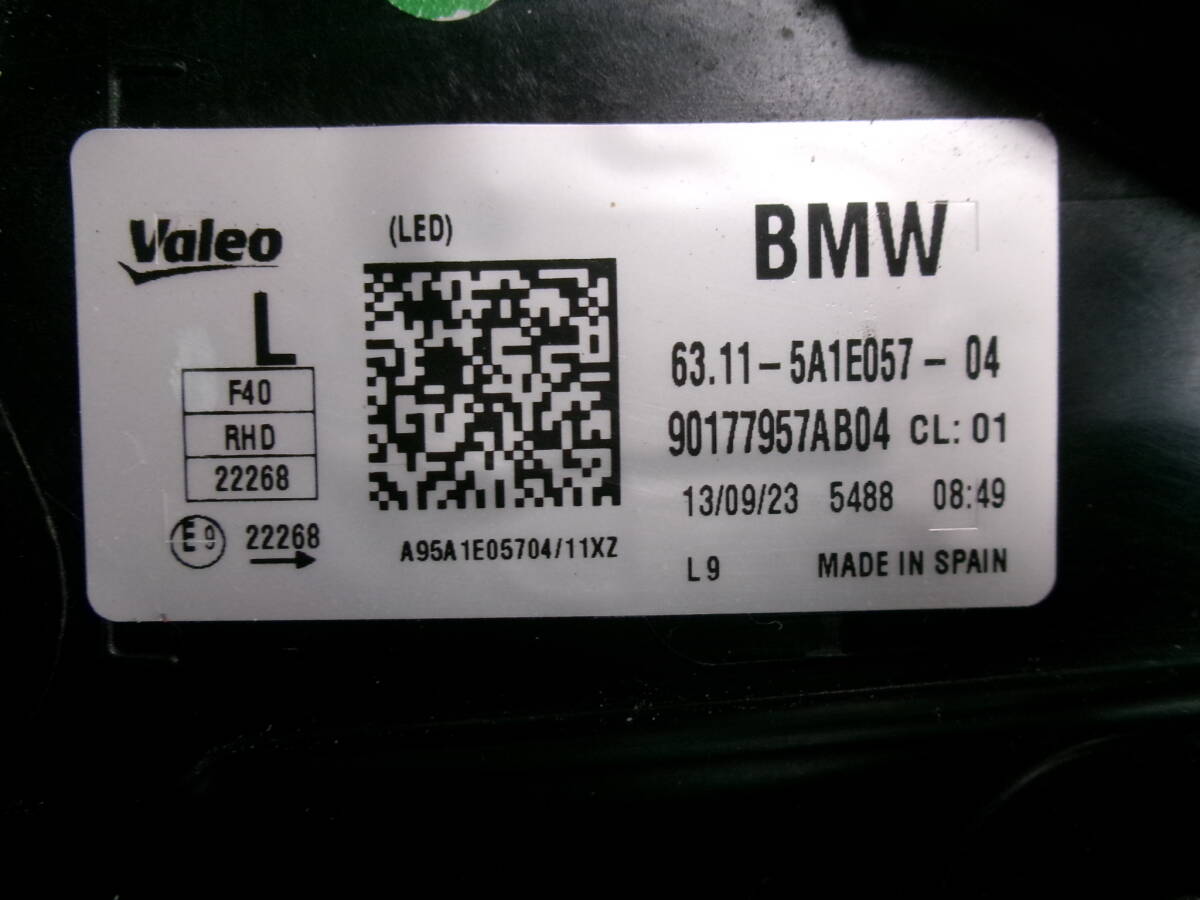 Valeo
(LED)
BMW
L
F40
RHD
22268
E9 22268
A95A1E05704/11XZ
63.11-5A1E057-04
90177957AB04 CL: 01
13/09/23 5488 08:49
L9 MADE IN SPAIN